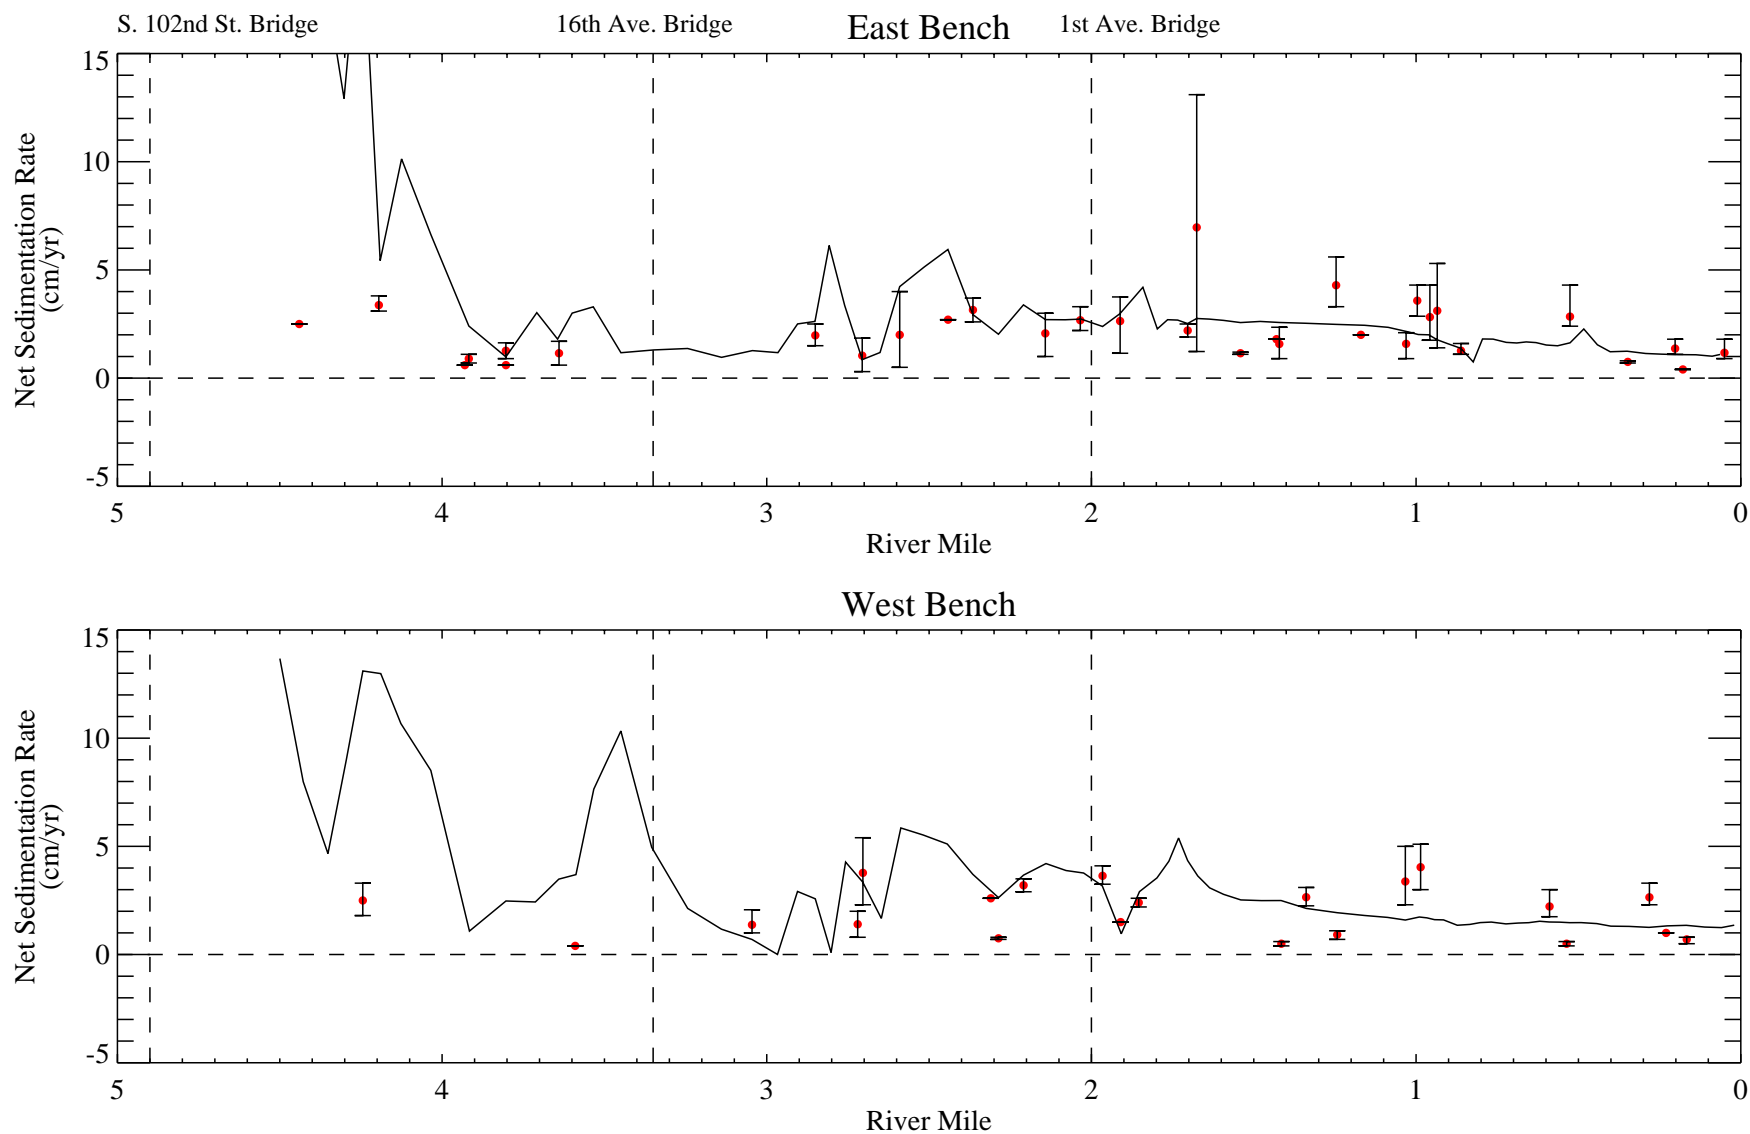 S. 102nd St. Bridge 16th Ave. Bridge East Bench 1st Ave. Bridge
15
10
5
0
-5
Net Sedimentation Rate
(cm/yr)
5 4 3 2 1 0
River Mile
West Bench
15
10
5
0
-5
Net Sedimentation Rate
(cm/yr)
5 4 3 2 1 0
River Mile